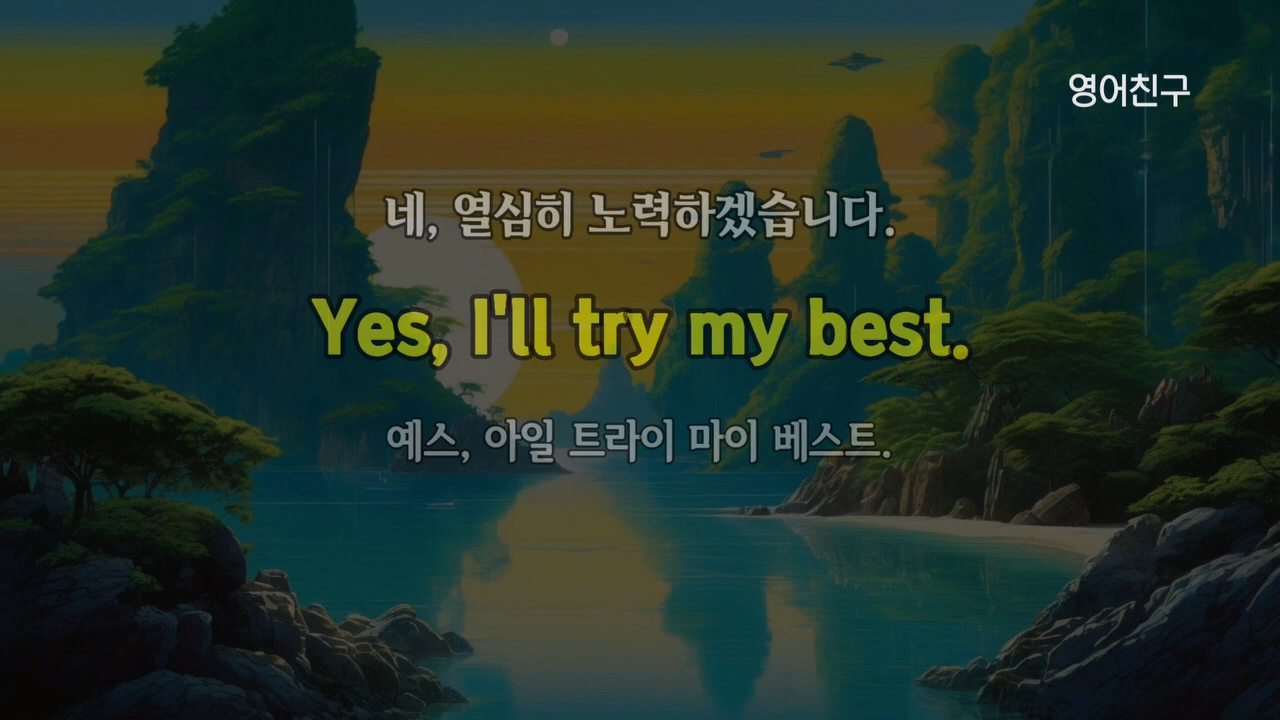 영어친구
네, 열심히 노력하겠습니다.
Yes, I'll try my best.
예스, 아일 트라이 마이 베스트.